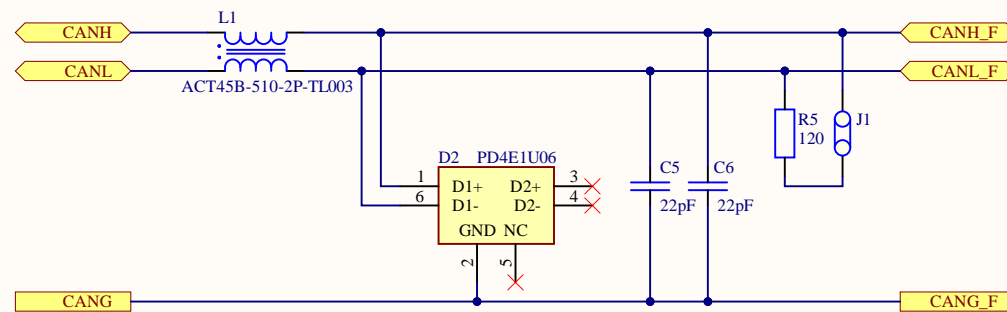 L1
CANH
CANH_F
CANL
CANL_F
ACT45B-510-2P-TL003
R5
120
J1
D2 PD4E1U06
C5
C6
1
D1+
D2+
3
6
D1-
D2-
4
22pF
22pF
GND NC
2
5
CANG
CANG_F